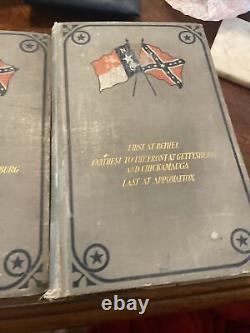 N C
FIRST AT BETHEL
FARTHEST TO THE FRONT AT GETTYSBURG
AND CHICKAMAUGA
LAST AT APPOMATTOX
BURG